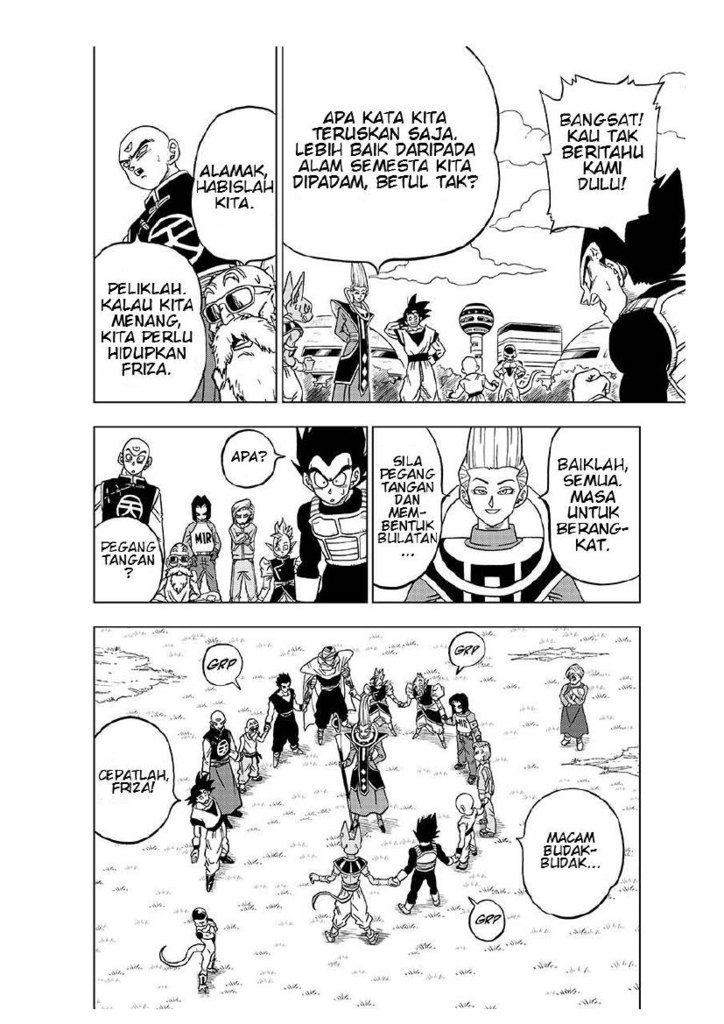 BANGSAT!
KAU TAK
BERITAHU
KAMI
DULU!
APA KATA KITA
TERUSKAN SAJA.
LEBIH BAIK DARIPADA
ALAM SEMESTA KITA
DIPADAM, BETUL TAK?
ALAMAK,
HABISLAH
KITA.
PELIKLAH.
KALAU KITA
MENANG,
KITA PERLU
HIDUPKAN
FRIZA.
BAIKLAH,
SEMUA.
MASA
UNTUK
BERANG-
KAT.
SILA
PEGANG
TANGAN
DAN
MEM-
BENTUK
BULATAN
...
APA?
MIR
PEGANG
TANGAN
?
GRP
GRP
CEPATLAH,
FRIZA!
MACAM
BUDAK-
BUDAK...
GRP